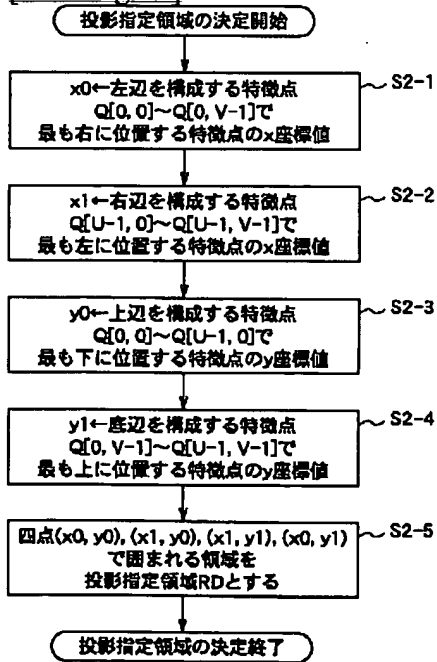 投影指定領域の決定開始
x0←左辺を構成する特徴点
Q[0, 0]~Q[0, V-1]で
最も右に位置する特徴点のx座標値
S2-1
x1←右辺を構成する特徴点
Q[U-1, 0]~Q[U-1, V-1]で
最も左に位置する特徴点のx座標値
S2-2
y0←上辺を構成する特徴点
Q[0, 0]~Q[U-1, 0]で
最も下に位置する特徴点のy座標値
S2-3
y1←底辺を構成する特徴点
Q[0, V-1]~Q[U-1, V-1]で
最も上に位置する特徴点のy座標値
S2-4
四点(x0, y0), (x1, y0), (x1, y1), (x0, y1)
で囲まれる領域を
投影指定領域RDとする
S2-5
投影指定領域の決定終了